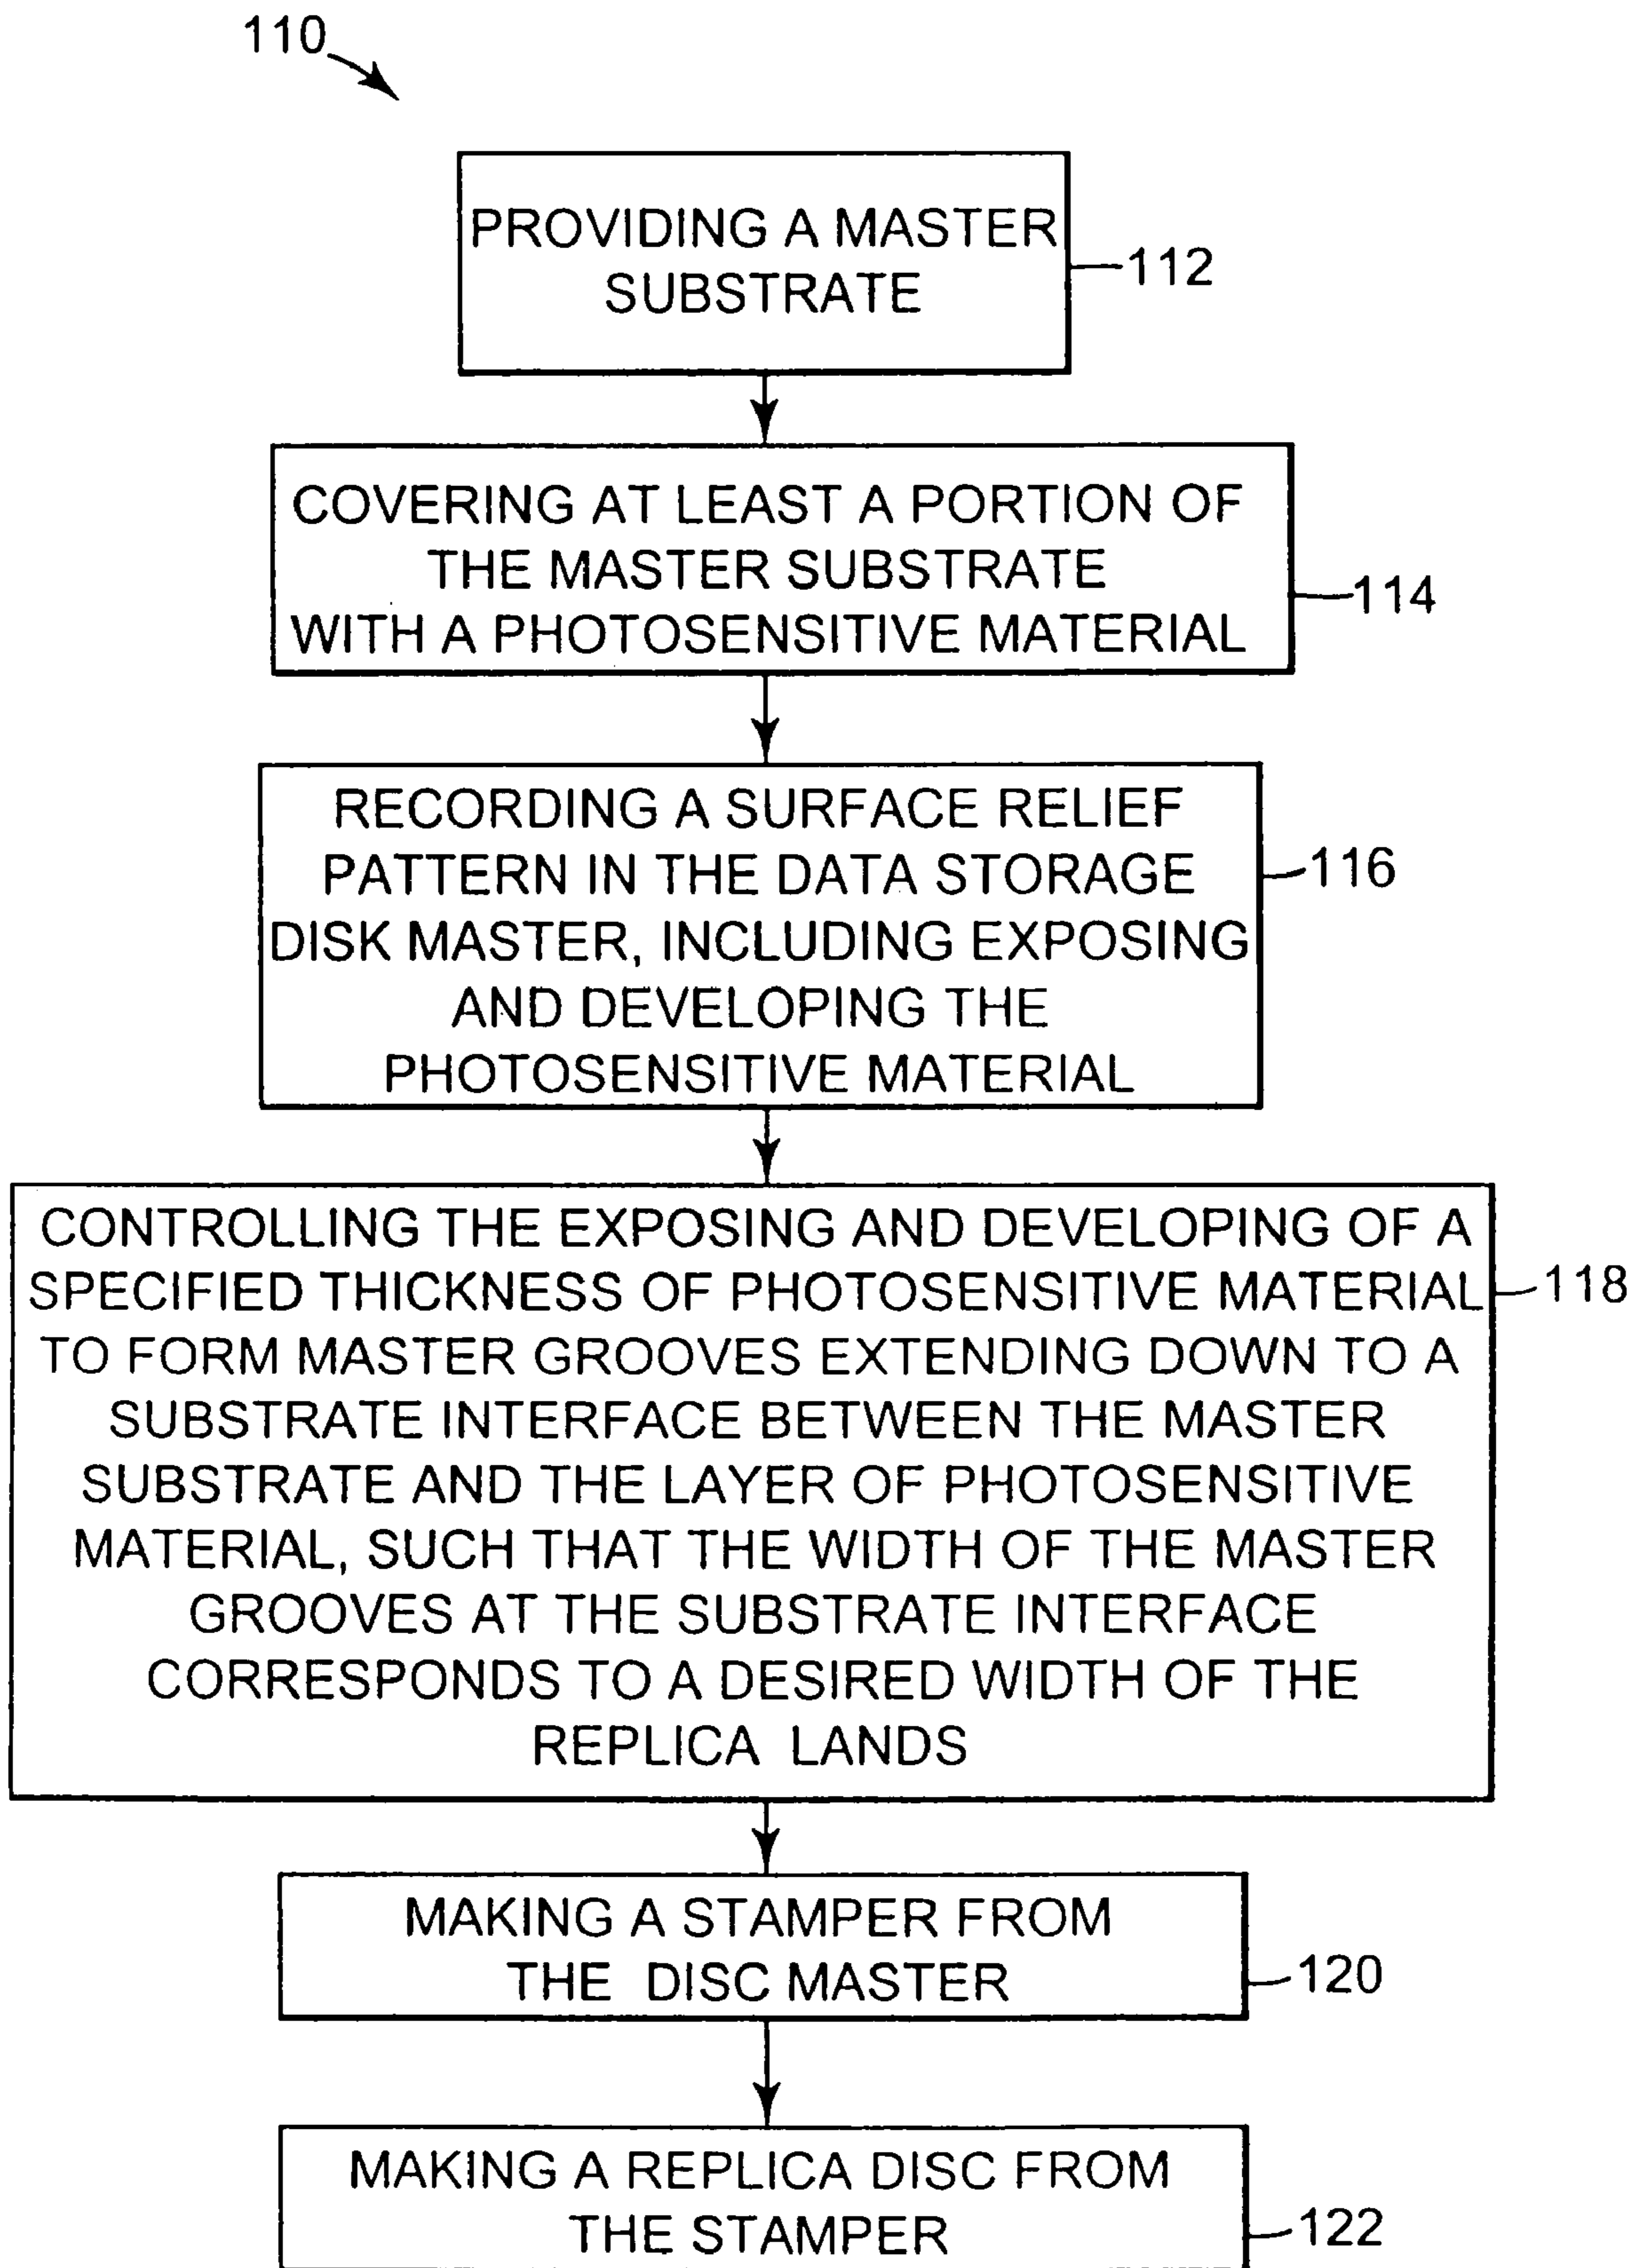 110
PROVIDING A MASTER
SUBSTRATE
112
COVERING AT LEAST A PORTION OF
THE MASTER SUBSTRATE
WITH A PHOTOSENSITIVE MATERIAL
114
RECORDING A SURFACE RELIEF
PATTERN IN THE DATA STORAGE
DISK MASTER, INCLUDING EXPOSING
AND DEVELOPING THE
PHOTOSENSITIVE MATERIAL
116
CONTROLLING THE EXPOSING AND DEVELOPING OF A
SPECIFIED THICKNESS OF PHOTOSENSITIVE MATERIAL
TO FORM MASTER GROOVES EXTENDING DOWN TO A
SUBSTRATE INTERFACE BETWEEN THE MASTER
SUBSTRATE AND THE LAYER OF PHOTOSENSITIVE
MATERIAL, SUCH THAT THE WIDTH OF THE MASTER
GROOVES AT THE SUBSTRATE INTERFACE
CORRESPONDS TO A DESIRED WIDTH OF THE
REPLICA LANDS
118
MAKING A STAMPER FROM
THE DISC MASTER
120
MAKING A REPLICA DISC FROM
THE STAMPER
122